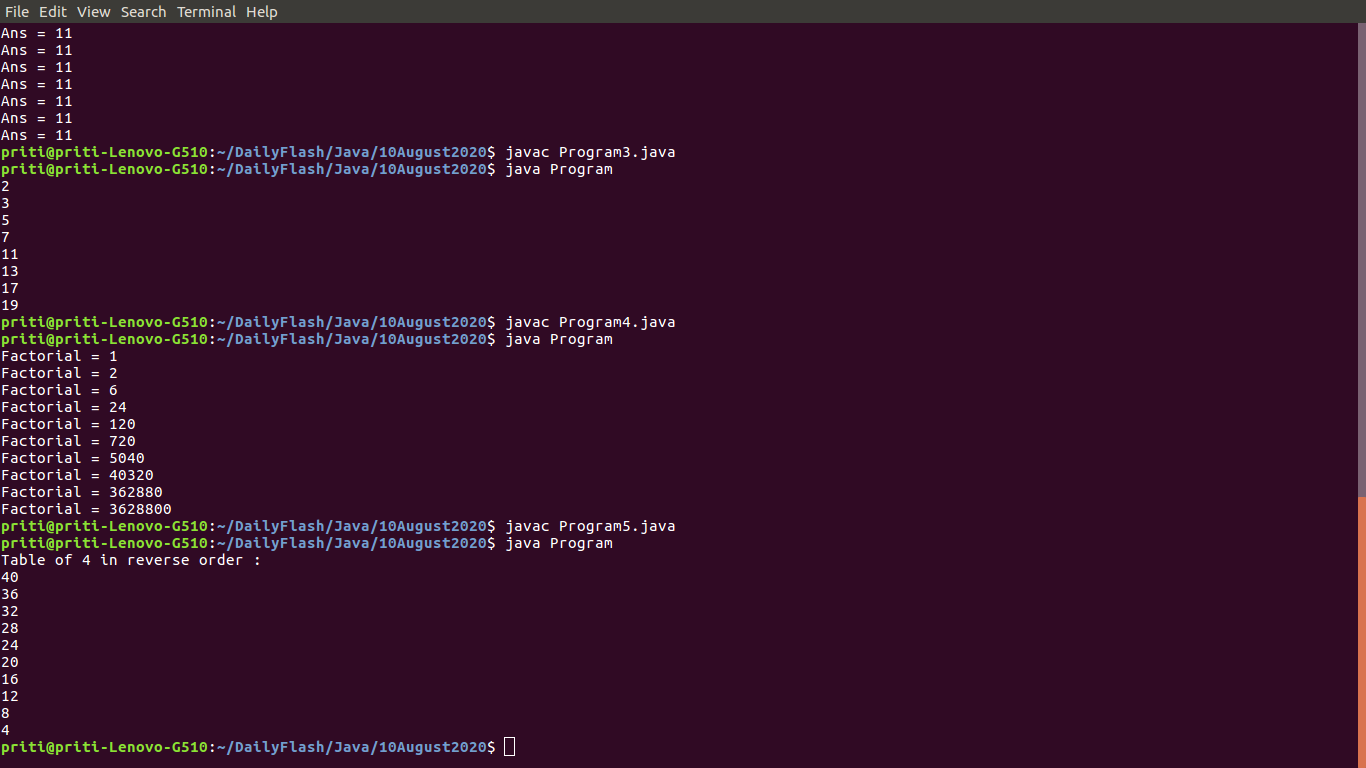 File Edit View Search Terminal Help
Ans = 11
Ans = 11
Ans = 11
Ans = 11
Ans = 11
Ans = 11
Ans = 11
priti@priti-Lenovo-G510:~/DailyFlash/Java/10August2020$ javac Program3.java
priti@priti-Lenovo-G510:~/DailyFlash/Java/10August2020$ java Program
2
3
5
7
11
13
17
19
priti@priti-Lenovo-G510:~/DailyFlash/Java/10August2020$ javac Program4.java
priti@priti-Lenovo-G510:~/DailyFlash/Java/10August2020$ java Program
Factorial = 1
Factorial = 2
Factorial = 6
Factorial = 24
Factorial = 120
Factorial = 720
Factorial = 5040
Factorial = 40320
Factorial = 362880
Factorial = 3628800
priti@priti-Lenovo-G510:~/DailyFlash/Java/10August2020$ javac Program5.java
priti@priti-Lenovo-G510:~/DailyFlash/Java/10August2020$ java Program
Table of 4 in reverse order :
40
36
32
28
24
20
16
12
8
4
priti@priti-Lenovo-G510:~/DailyFlash/Java/10August2020$